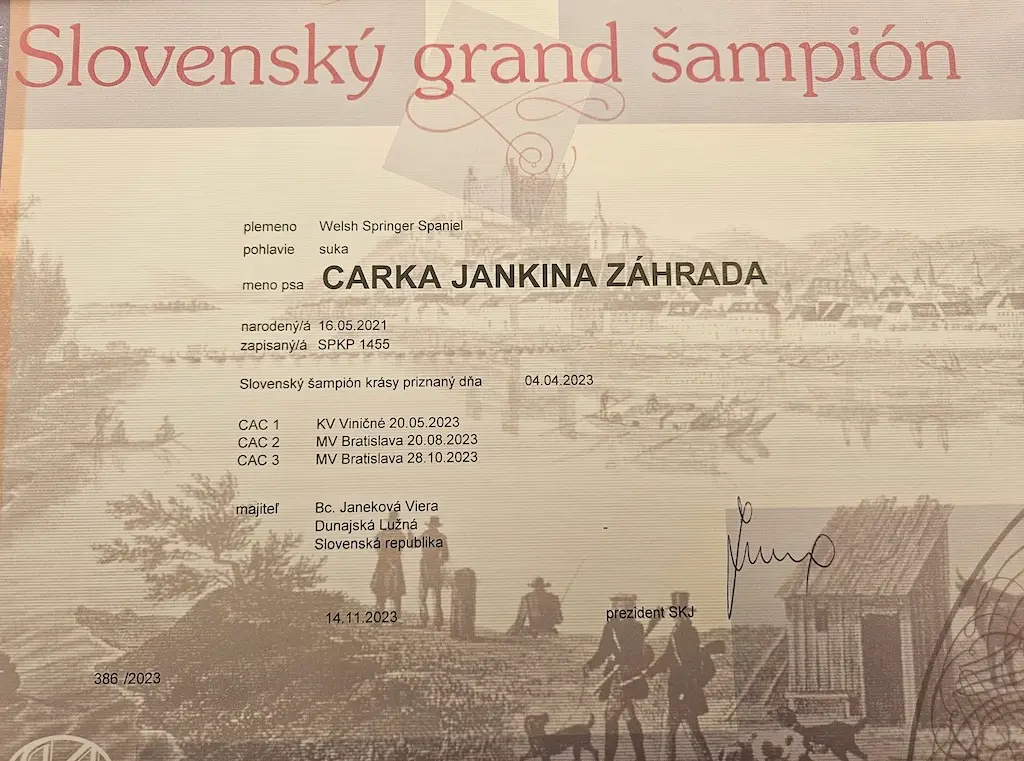 Slovenský grand šampión
plemeno Welsh Springer Spaniel
pohlavie suka
meno psa CARKA JANKINA ZÁHRADA
narodený/á 16.05.2021
zapísaný/á SPKP 1455
Slovenský šampión krásy priznaný dňa 04.04.2023
CAC 1 KV Viničné 20.05.2023
CAC 2 MV Bratislava 20.08.2023
CAC 3 MV Bratislava 28.10.2023
majiteľ Bc. Janeková Viera
Dunajská Lužná
Slovenská republika
-
14.11.2023 prezident SKJ
386 /2023